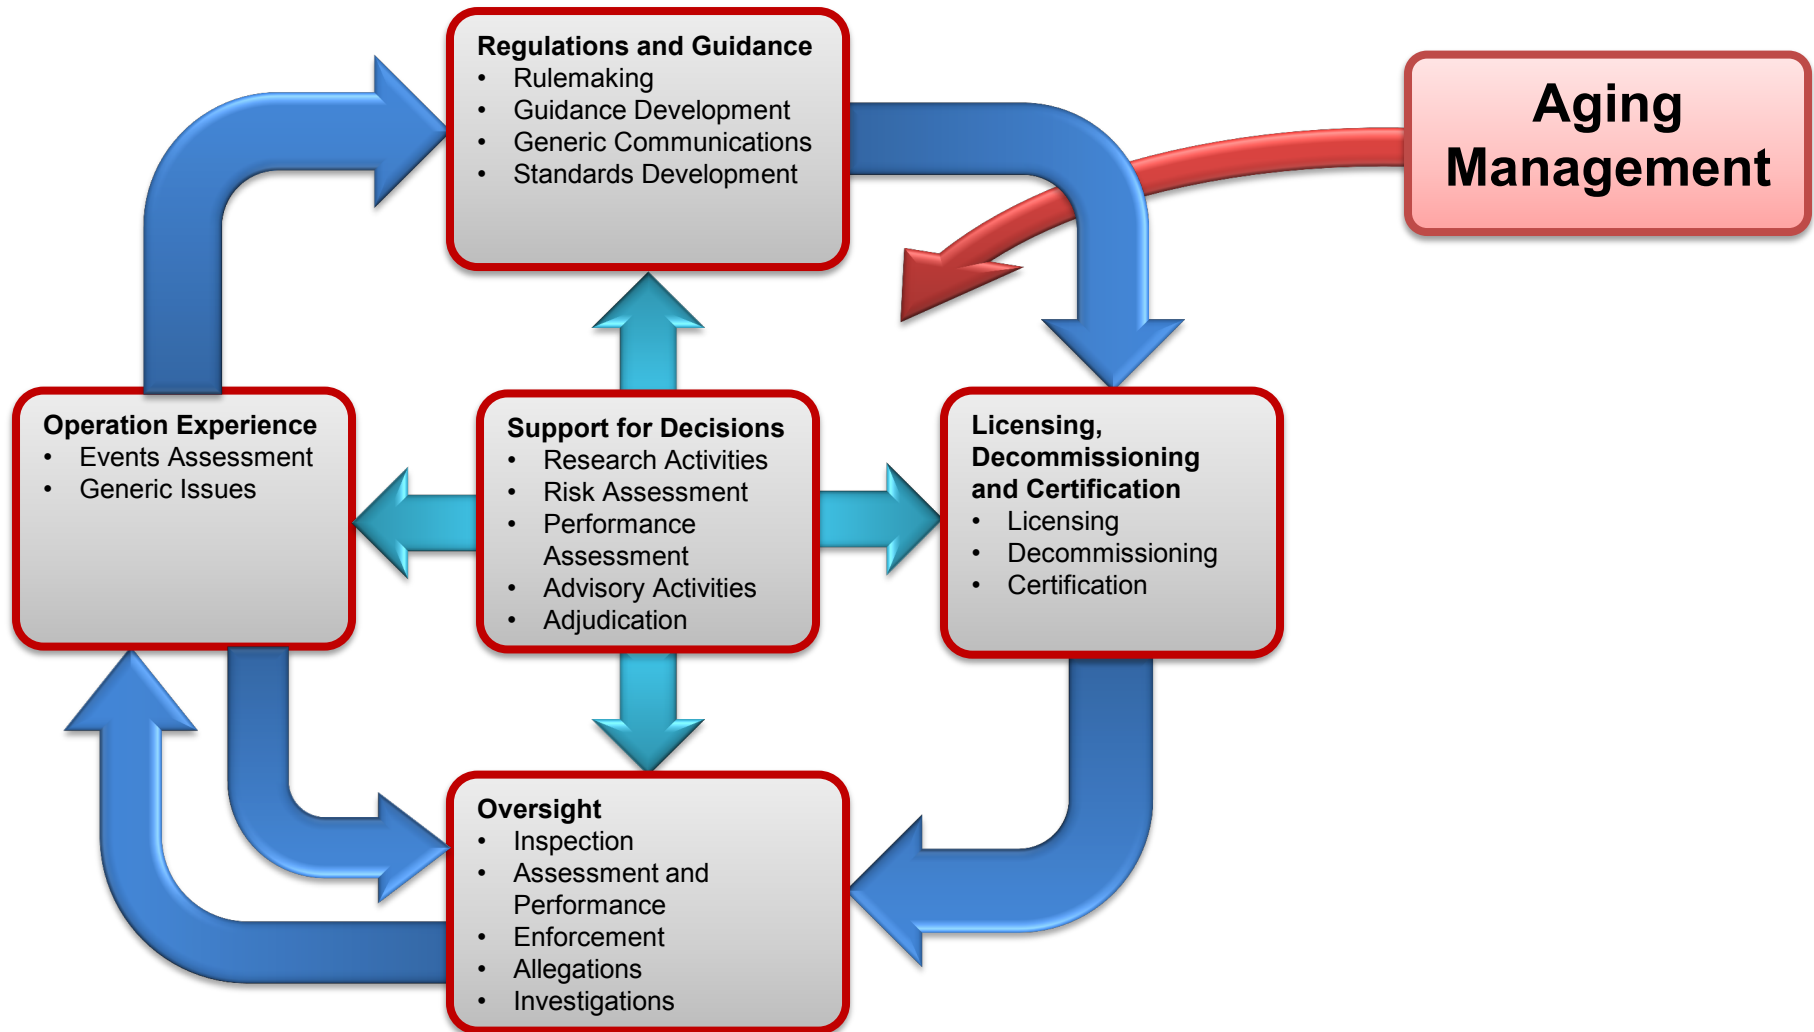 Regulations and Guidance
• Rulemaking
• Guidance Development
• Generic Communications
• Standards Development
Aging
Management
Operation Experience
• Events Assessment
• Generic Issues
Support for Decisions
• Research Activities
• Risk Assessment
• Performance
Assessment
• Advisory Activities
• Adjudication
Licensing,
Decommissioning
and Certification
• Licensing
• Decommissioning
• Certification
Oversight
• Inspection
• Assessment and
Performance
• Enforcement
• Allegations
• Investigations